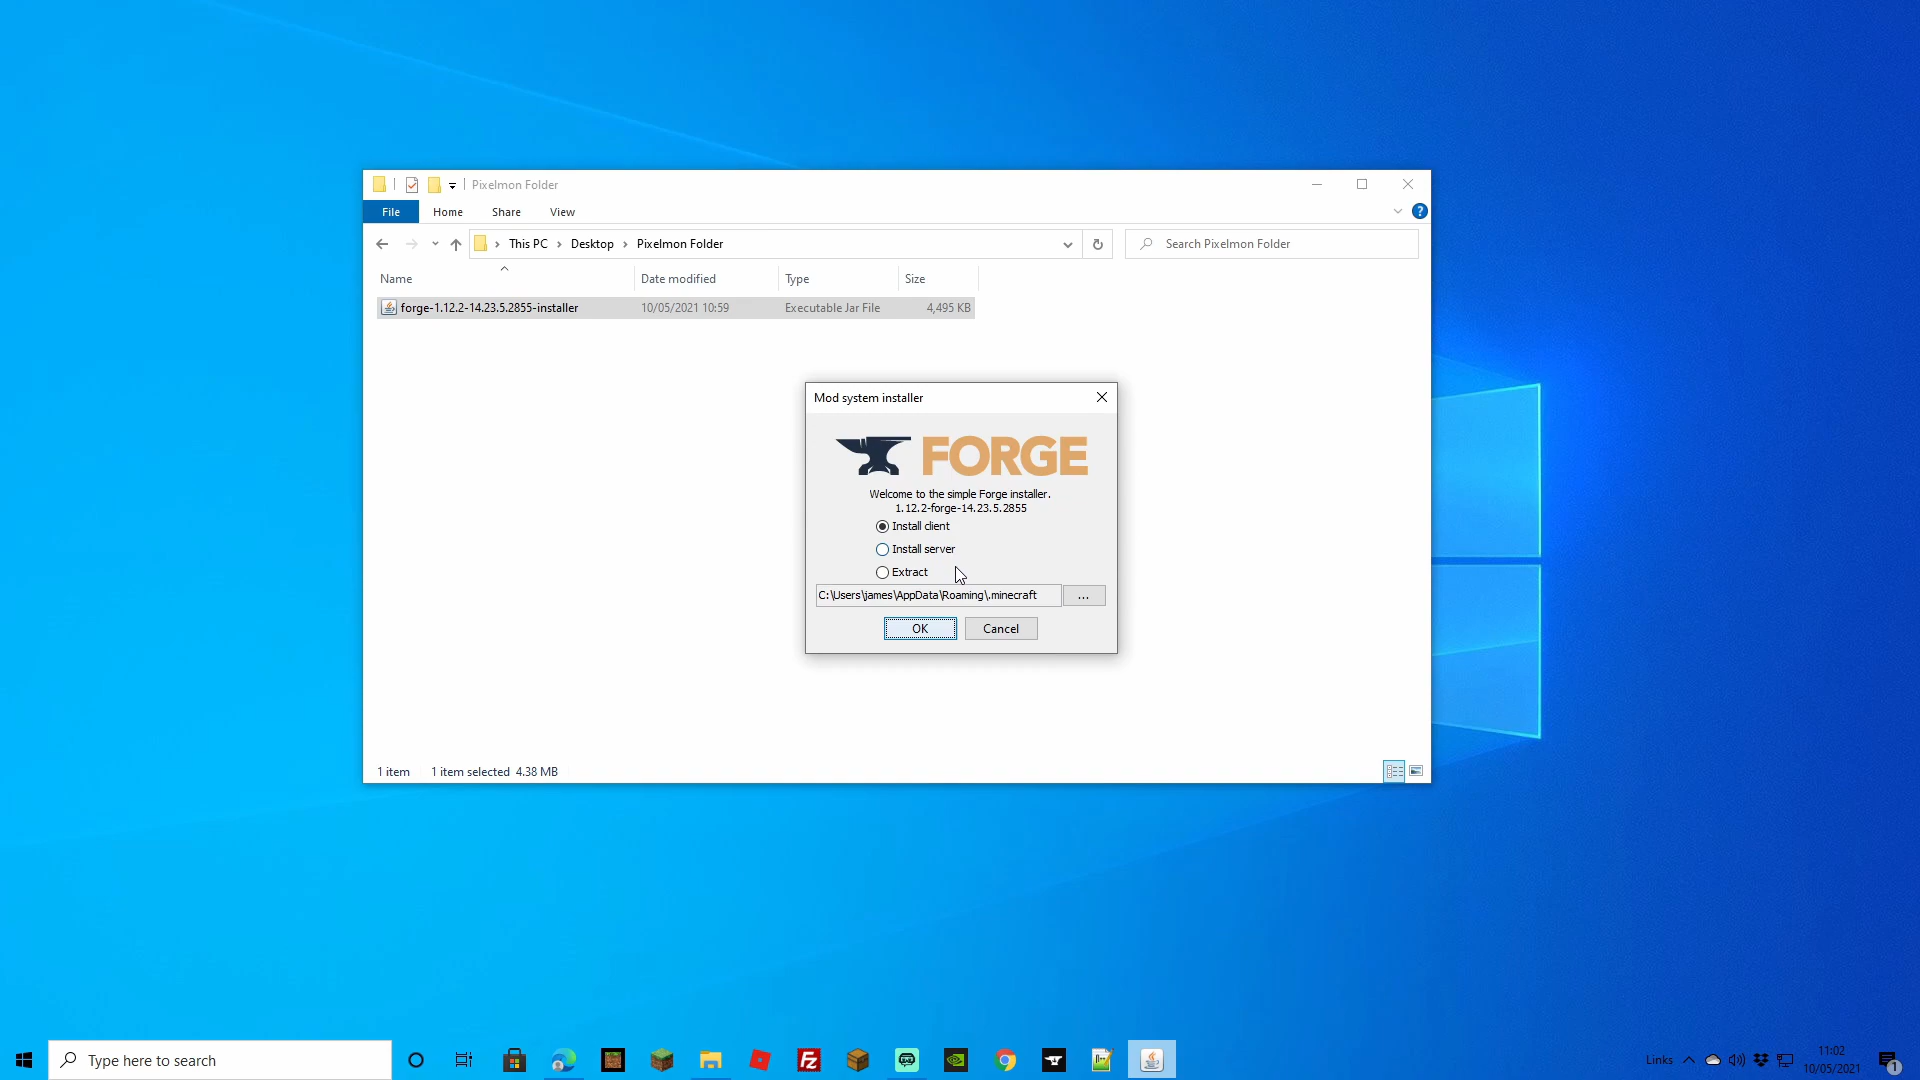 Pixelmon Folder
File Home Share View
This PC Desktop Pixelmon Folder
Search Pixelmon Folder
Name Date modified Type Size
forge-1.12.2-14.23.5.2855-installer 10/05/2021 10:59 Executable Jar File 4,495 KB
Mod system installer
FORGE
Welcome to the simple Forge installer.
1.12.2-forge-14.23.5.2855
Install client
Install server
Extract
C:\Users\james\AppData\Roaming\.minecraft
...
OK Cancel
1 item 1 item selected 4.38 MB
Type here to search
FZ
Links
11:02
10/05/2021
1